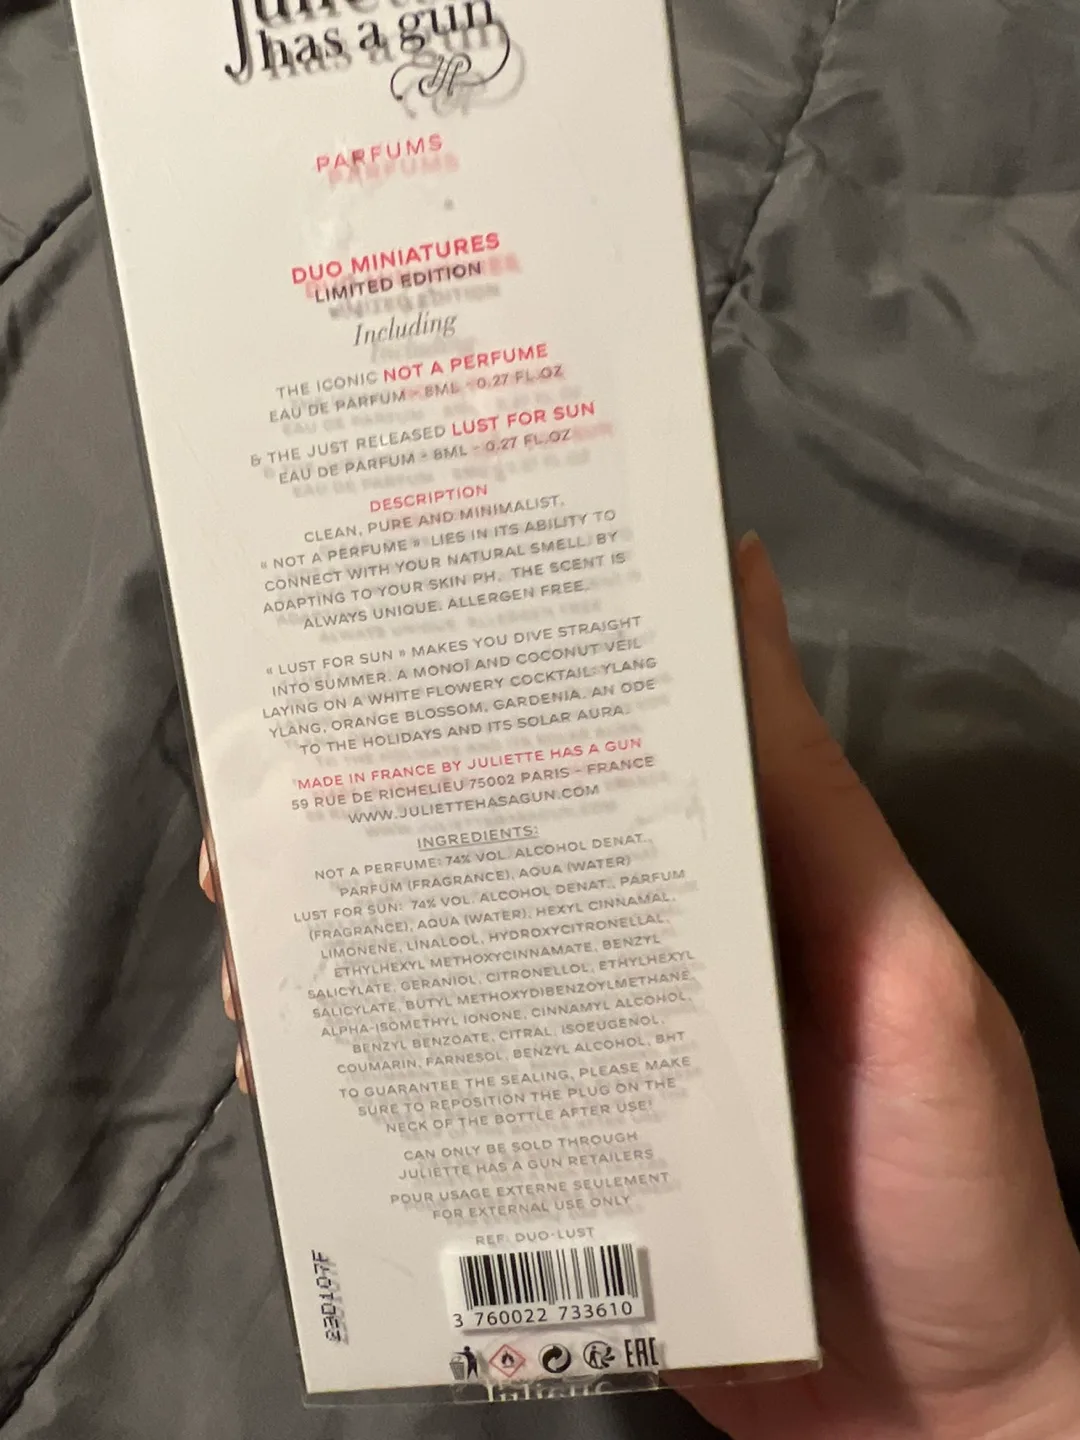 Juliette
has a gun
PARFUMS
DUO MINIATURES
LIMITED EDITION
Including
THE ICONIC NOT A PERFUME
EAU DE PARFUM - 8ML - 0.27 FL.OZ
& THE JUST RELEASED LUST FOR SUN
EAU DE PARFUM - 8ML - 0.27 FL.OZ
DESCRIPTION
CLEAN, PURE AND MINIMALIST.
« NOT A PERFUME » LIES IN ITS ABILITY TO
CONNECT WITH YOUR NATURAL SMELL. BY
ADAPTING TO YOUR SKIN PH, THE SCENT IS
ALWAYS UNIQUE. ALLERGEN FREE.
« LUST FOR SUN » MAKES YOU DIVE STRAIGHT
INTO SUMMER. A MONOÏ AND COCONUT VEIL
LAYING ON A WHITE FLOWERY COCKTAIL: YLANG
YLANG, ORANGE BLOSSOM, GARDENIA. AN ODE
TO THE HOLIDAYS AND ITS SOLAR AURA.
MADE IN FRANCE BY JULIETTE HAS A GUN
59 RUE DE RICHELIEU 75002 PARIS - FRANCE
WWW.JULIETTEHASAGUN.COM
INGREDIENTS:
NOT A PERFUME: 74% VOL. ALCOHOL DENAT.,
PARFUM (FRAGRANCE), AQUA (WATER)
LUST FOR SUN: 74% VOL. ALCOHOL DENAT., PARFUM
(FRAGRANCE), AQUA (WATER), HEXYL CINNAMAL,
LIMONENE, LINALOOL, HYDROXYCITRONELLAL,
ETHYLHEXYL METHOXYCINNAMATE, BENZYL
SALICYLATE, GERANIOL, CITRONELLOL, ETHYLHEXYL
SALICYLATE, BUTYL METHOXYDIBENZOYLMETHANE,
ALPHA-ISOMETHYL IONONE, CINNAMYL ALCOHOL,
BENZYL BENZOATE, CITRAL, ISOEUGENOL,
COUMARIN, FARNESOL, BENZYL ALCOHOL, BHT
TO GUARANTEE THE SEALING, PLEASE MAKE
SURE TO REPOSITION THE PLUG ON THE
NECK OF THE BOTTLE AFTER USE!
CAN ONLY BE SOLD THROUGH
JULIETTE HAS A GUN RETAILERS
POUR USAGE EXTERNE SEULEMENT
FOR EXTERNAL USE ONLY
REF: DUO-LUST
3 760022 733610
EAC